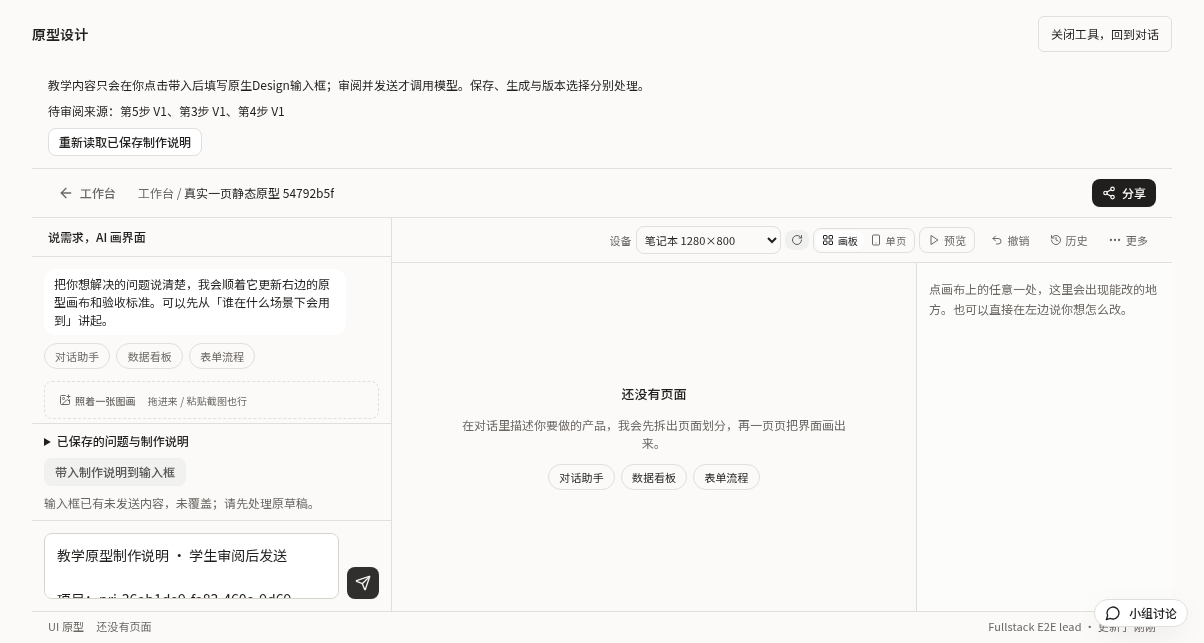 原型设计
关闭工具，回到对话
教学内容只会在你点击带入后填写原生Design输入框；审阅并发送才调用模型。保存、生成与版本选择分别处理。
待审阅来源：第5步 V1、第3步 V1、第4步 V1
重新读取已保存制作说明
工作台
工作台 / 真实一页静态原型 54792b5f
分享
说需求，AI 画界面
设备
笔记本 1280×800
画板
单页
预览
撤销
历史
更多
把你想解决的问题说清楚，我会顺着它更新右边的原
型画布和验收标准。可以先从「谁在什么场景下会用
到」讲起。
对话助手
数据看板
表单流程
照着一张图画
拖进来 / 粘贴截图也行
已保存的问题与制作说明
带入制作说明到输入框
输入框已有未发送内容，未覆盖；请先处理原草稿。
教学原型制作说明 · 学生审阅后发送
还没有页面
在对话里描述你要做的产品，我会先拆出页面划分，再一页页把界面画出
来。
对话助手
数据看板
表单流程
点画布上的任意一处，这里会出现能改的地
方。也可以直接在左边说你想怎么改。
小组讨论
UI 原型
还没有页面
Fullstack E2E lead · 更新于 刚刚